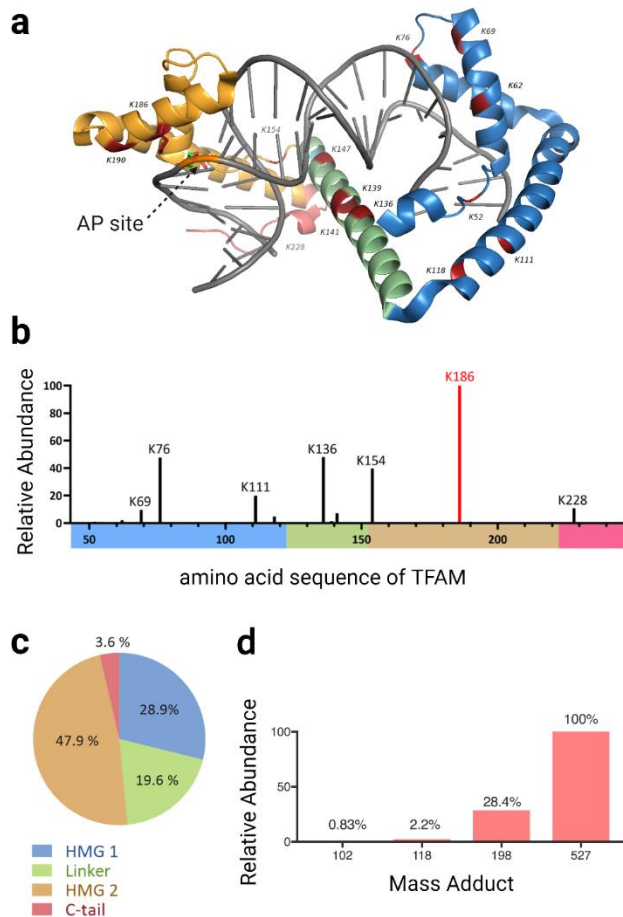 a
K76
K69
K62
K186
K190
K154
K147
K139
K136
K52
AP site
K141
K228
K118
K111
b
Relative Abundance
100
80
60
40
20
0
K69
K76
K111
K136
K154
K186
K228
50
100
150
200
amino acid sequence of TFAM
c
3.6 %
28.9%
47.9 %
19.6 %
HMG 1
Linker
HMG 2
C-tail
d
Relative Abundance
100
50
0
0.83%
2.2%
28.4%
100%
102
118
198
527
Mass Adduct